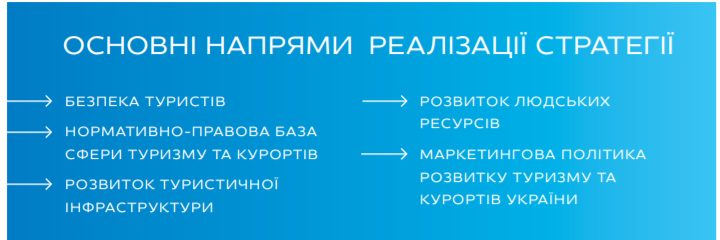 ОСНОВНІ НАПРЯМИ РЕАЛІЗАЦІЇ СТРАТЕГІЇ
БЕЗПЕКА ТУРИСТІВ
НОРМАТИВНО-ПРАВОВА БАЗА
СФЕРИ ТУРИЗМУ ТА КУРОРТІВ
РОЗВИТОК ТУРИСТИЧНОЇ
ІНФРАСТРУКТУРИ
РОЗВИТОК ЛЮДСЬКИХ
РЕСУРСІВ
МАРКЕТИНГОВА ПОЛІТИКА
РОЗВИТКУ ТУРИЗМУ ТА
КУРОРТІВ УКРАЇНИ